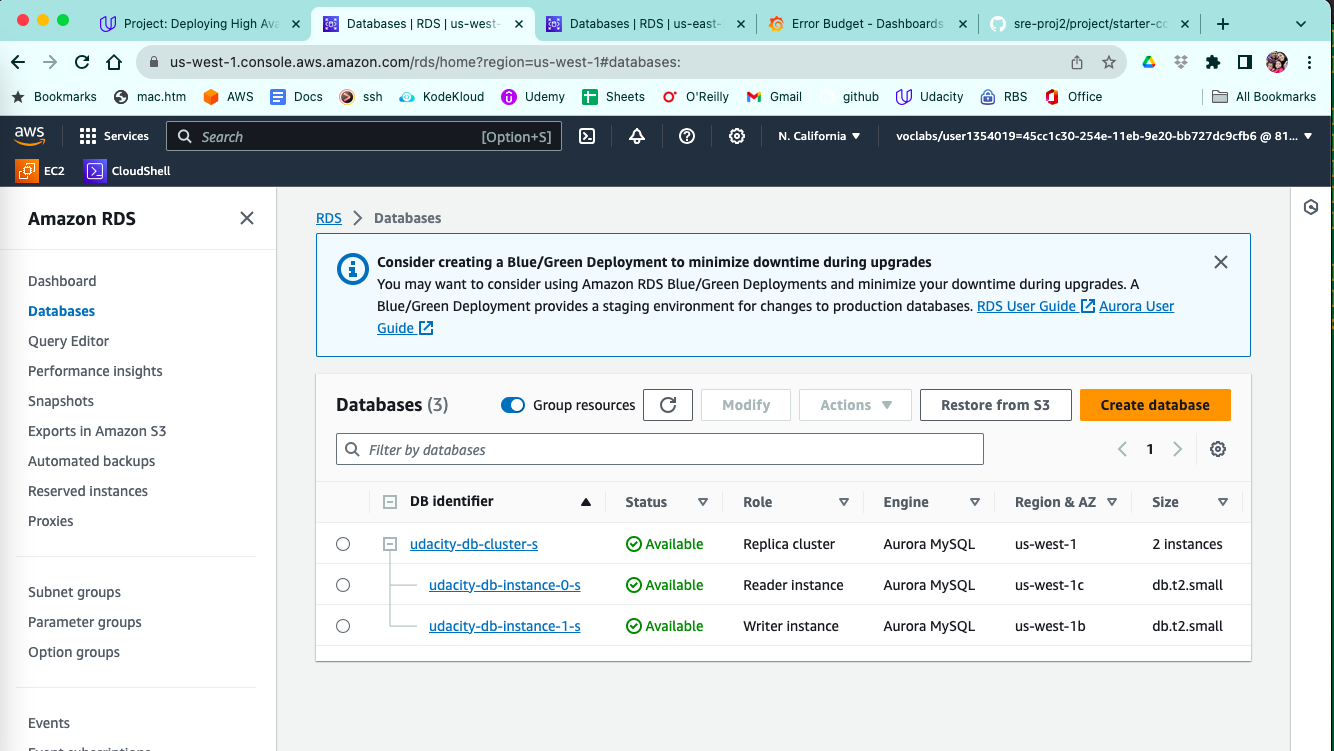 Project: Deploying High Ava
Databases | RDS | us-west-
Databases | RDS | us-east-
Error Budget - Dashboards
sre-proj2/project/starter-co
us-west-1.console.aws.amazon.com/rds/home?region=us-west-1#databases:
Bookmarks mac.htm AWS Docs ssh KodeKloud Udemy Sheets O'Reilly Gmail github Udacity RBS Office All Bookmarks
aws Services Search [Option+S] N. California voclabs/user1354019=45cc1c30-254e-11eb-9e20-bb727dc9cfb6 @ 81...
EC2 CloudShell
Amazon RDS
Dashboard
Databases
Query Editor
Performance insights
Snapshots
Exports in Amazon S3
Automated backups
Reserved instances
Proxies
Subnet groups
Parameter groups
Option groups
Events
Event subscriptions
RDS Databases
Consider creating a Blue/Green Deployment to minimize downtime during upgrades
You may want to consider using Amazon RDS Blue/Green Deployments and minimize your downtime during upgrades. A
Blue/Green Deployment provides a staging environment for changes to production databases. RDS User Guide Aurora User
Guide
Databases (3) Group resources Modify Actions Restore from S3 Create database
Filter by databases 1
DB identifier Status Role Engine Region & AZ Size
udacity-db-cluster-s Available Replica cluster Aurora MySQL us-west-1 2 instances
udacity-db-instance-0-s Available Reader instance Aurora MySQL us-west-1c db.t2.small
udacity-db-instance-1-s Available Writer instance Aurora MySQL us-west-1b db.t2.small